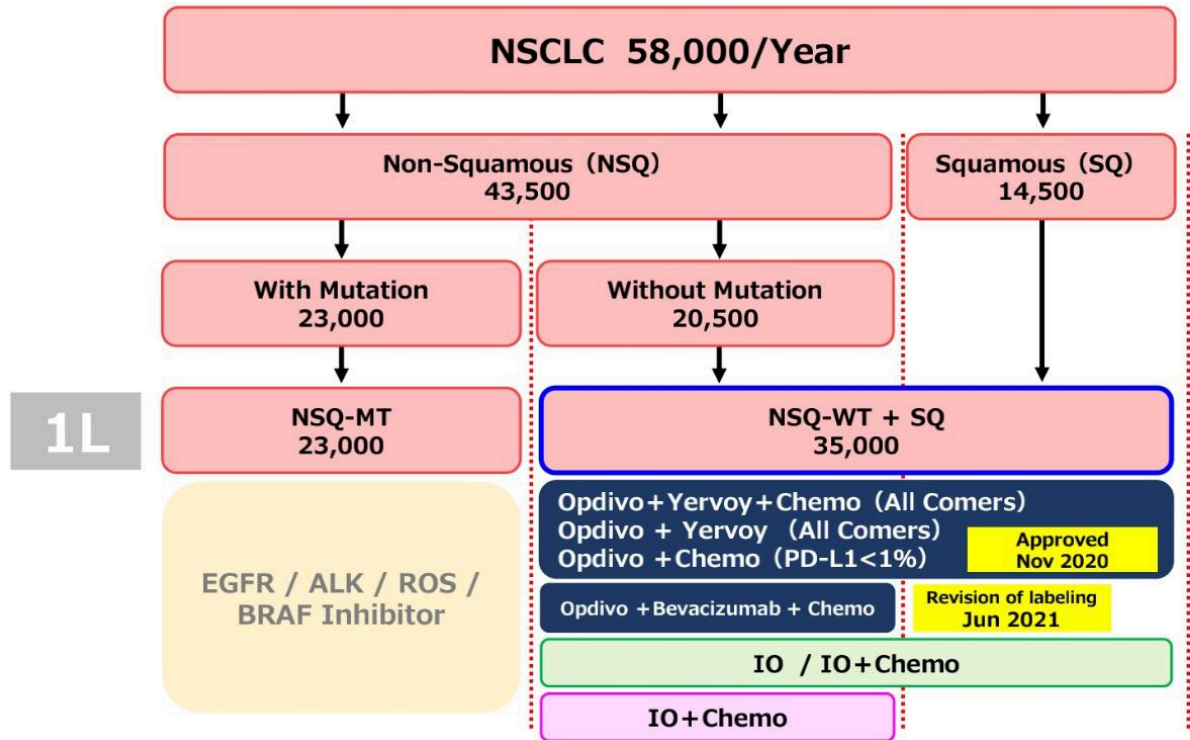 NSCLC 58,000/Year
Non-Squamous（NSQ）
43,500
Squamous（SQ）
14,500
With Mutation
23,000
Without Mutation
20,500
1L
NSQ-MT
23,000
NSQ-WT + SQ
35,000
EGFR / ALK / ROS /
BRAF Inhibitor
Opdivo+Yervoy+Chemo（All Comers）
Opdivo + Yervoy （All Comers）
Opdivo +Chemo（PD-L1<1%）
Approved
Nov 2020
Opdivo +Bevacizumab + Chemo
Revision of labeling
Jun 2021
IO / IO+Chemo
IO+Chemo